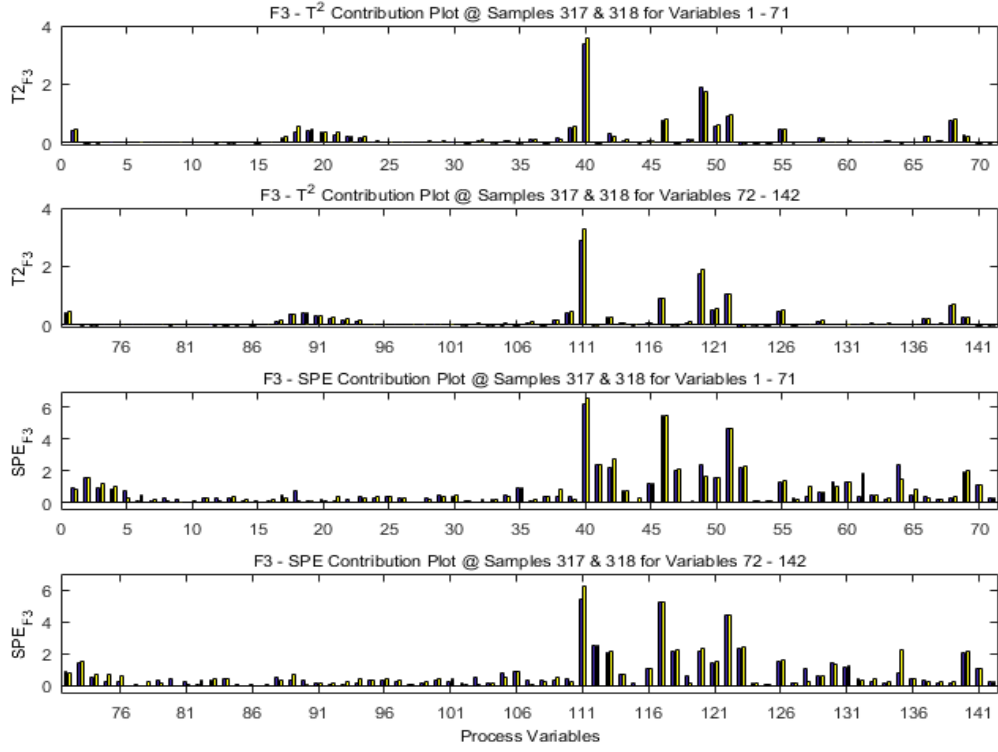 F3 - T² Contribution Plot @ Samples 317 & 318 for Variables 1 - 71
4
2
0
T2F3
0 5 10 15 20 25 30 35 40 45 50 55 60 65 70
F3 - T² Contribution Plot @ Samples 317 & 318 for Variables 72 - 142
4
2
0
T2F3
76 81 86 91 96 101 106 111 116 121 126 131 136 141
F3 - SPE Contribution Plot @ Samples 317 & 318 for Variables 1 - 71
6
4
2
0
SPEF3
0 5 10 15 20 25 30 35 40 45 50 55 60 65 70
F3 - SPE Contribution Plot @ Samples 317 & 318 for Variables 72 - 142
6
4
2
0
SPEF3
76 81 86 91 96 101 106 111 116 121 126 131 136 141
Process Variables